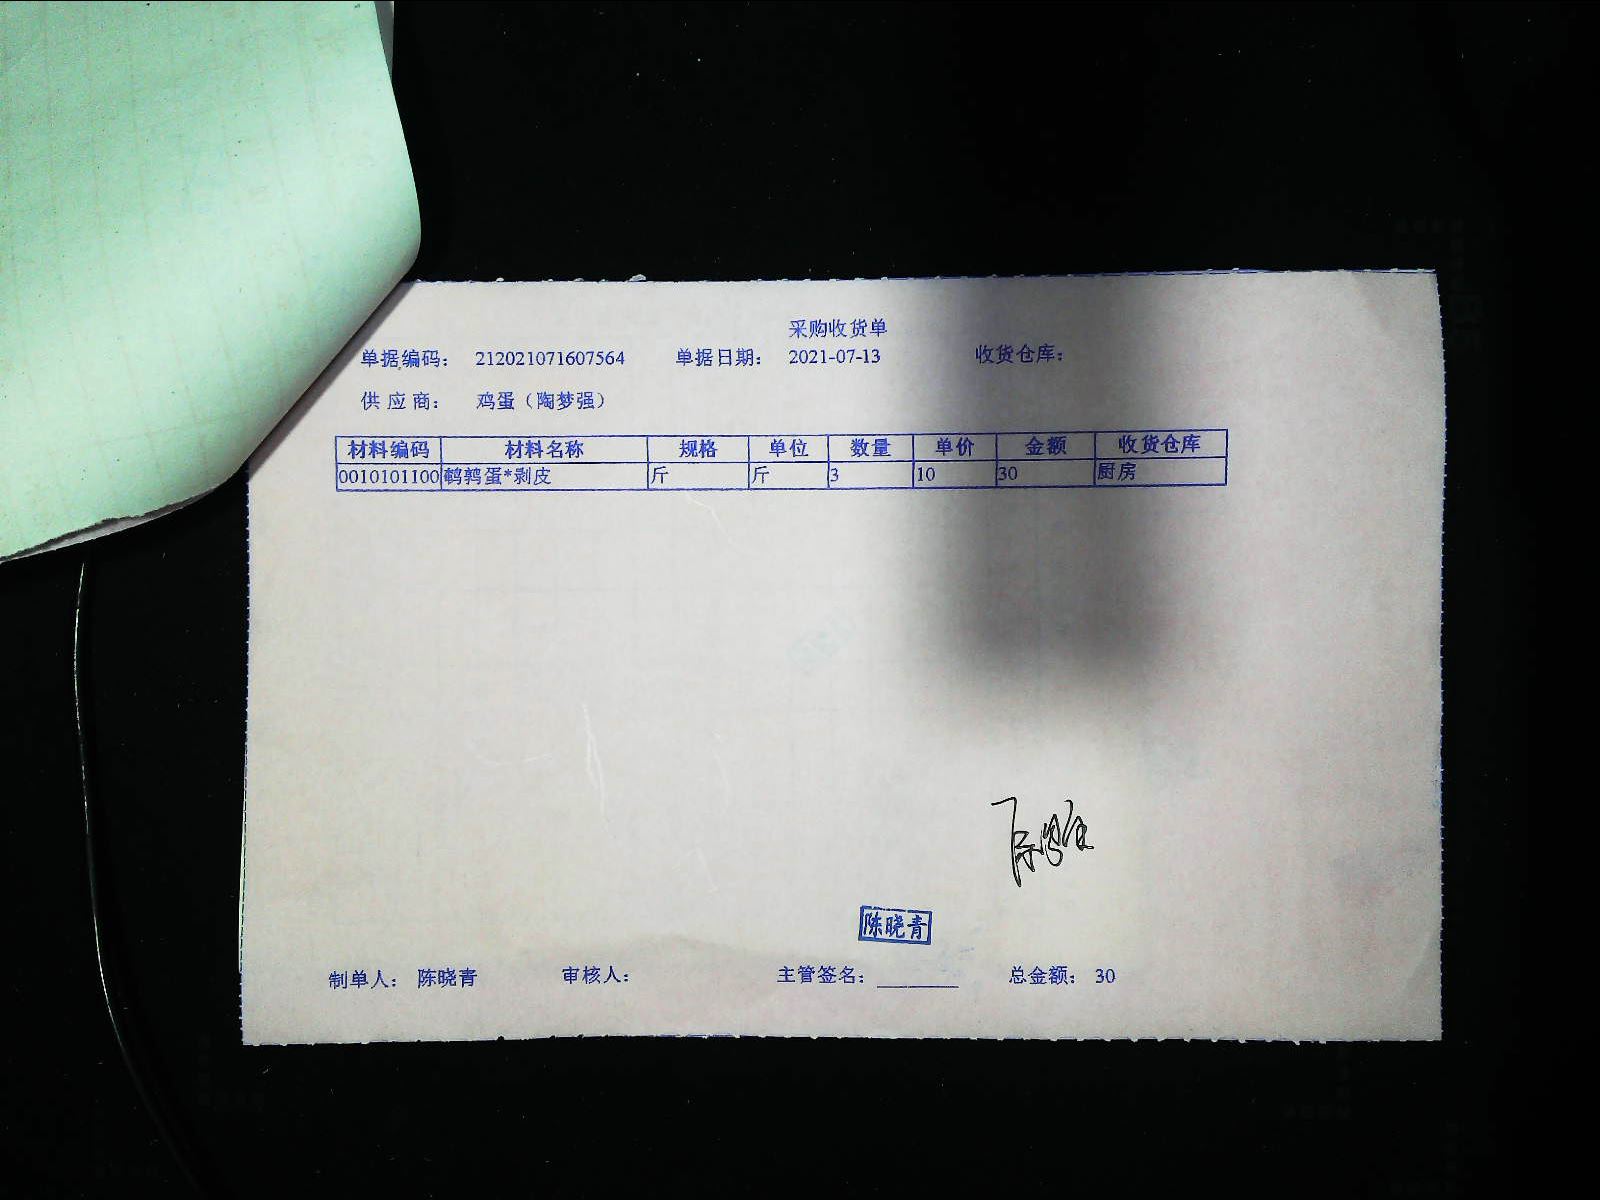 采购收货单
单据编码： 212021071607564 单据日期： 2021-07-13 收货仓库：
供 应 商： 鸡蛋（陶梦强）
材料编码 材料名称 规格 单位 数量 单价 金额 收货仓库
0010101100 鹌鹑蛋*剥皮 斤 斤 3 10 30 厨房
陈晓青
制单人： 陈晓青 审核人： 主管签名： 总金额： 30